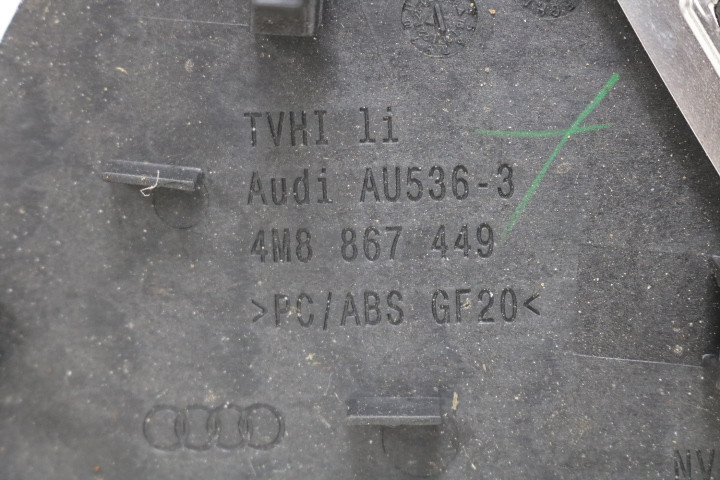 TVHI li
Audi AU536-3
4M8 867 449
>PC/ABS GF20<